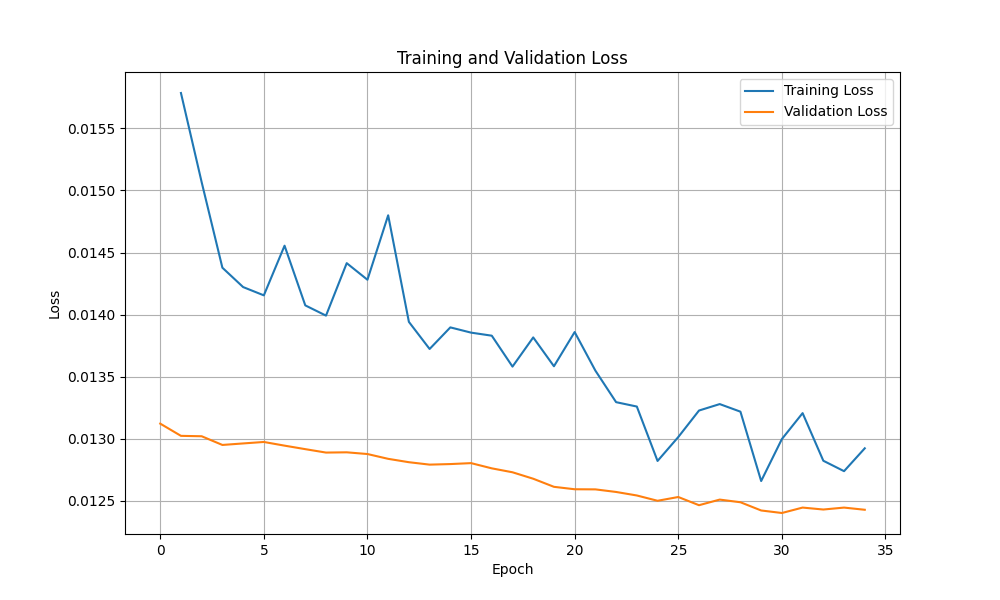 Training and Validation Loss
Training Loss
Validation Loss
0.0155
0.0150
0.0145
0.0140
0.0135
0.0130
0.0125
Loss
0 5 10 15 20 25 30 35
Epoch